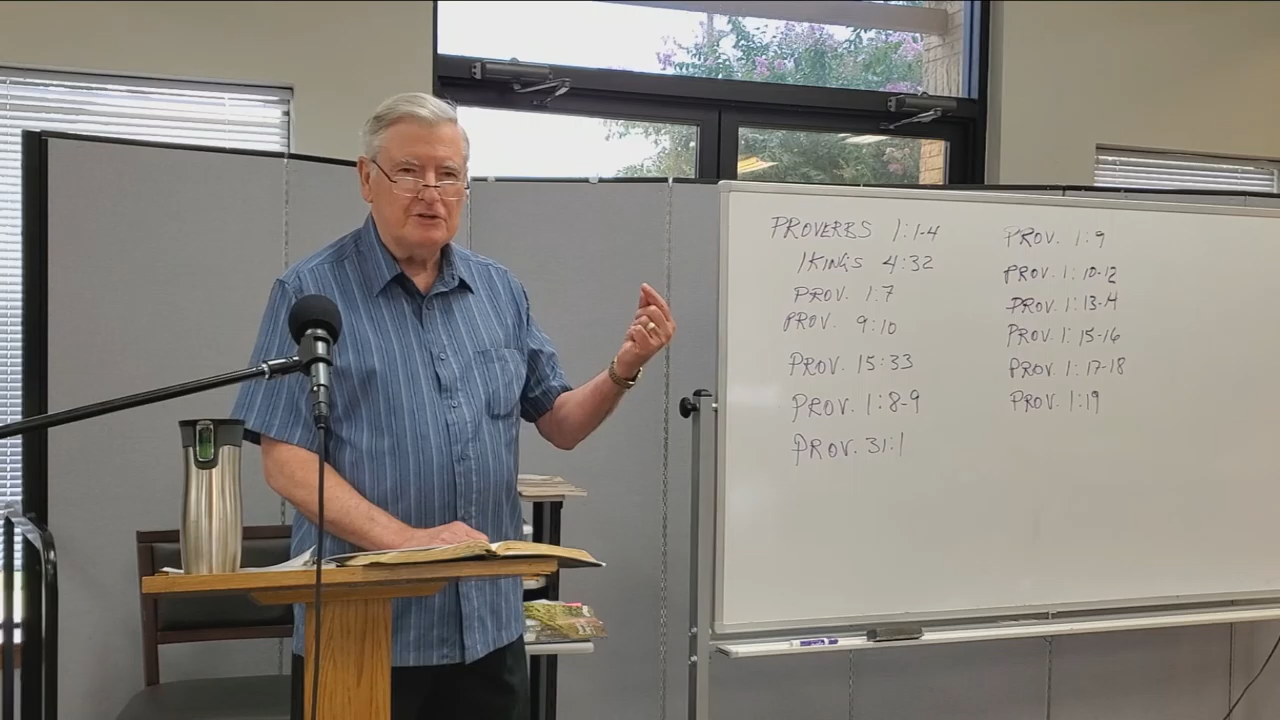 PROVERBS 1:1-4
1KINGS 4:32
PROV. 1:7
PROV. 9:10
PROV. 15:33
PROV. 1:8-9
PROV. 31:1
PROV. 1:9
PROV. 1:10-12
PROV. 1:13-14
PROV. 1:15-16
PROV. 1:17-18
PROV. 1:19